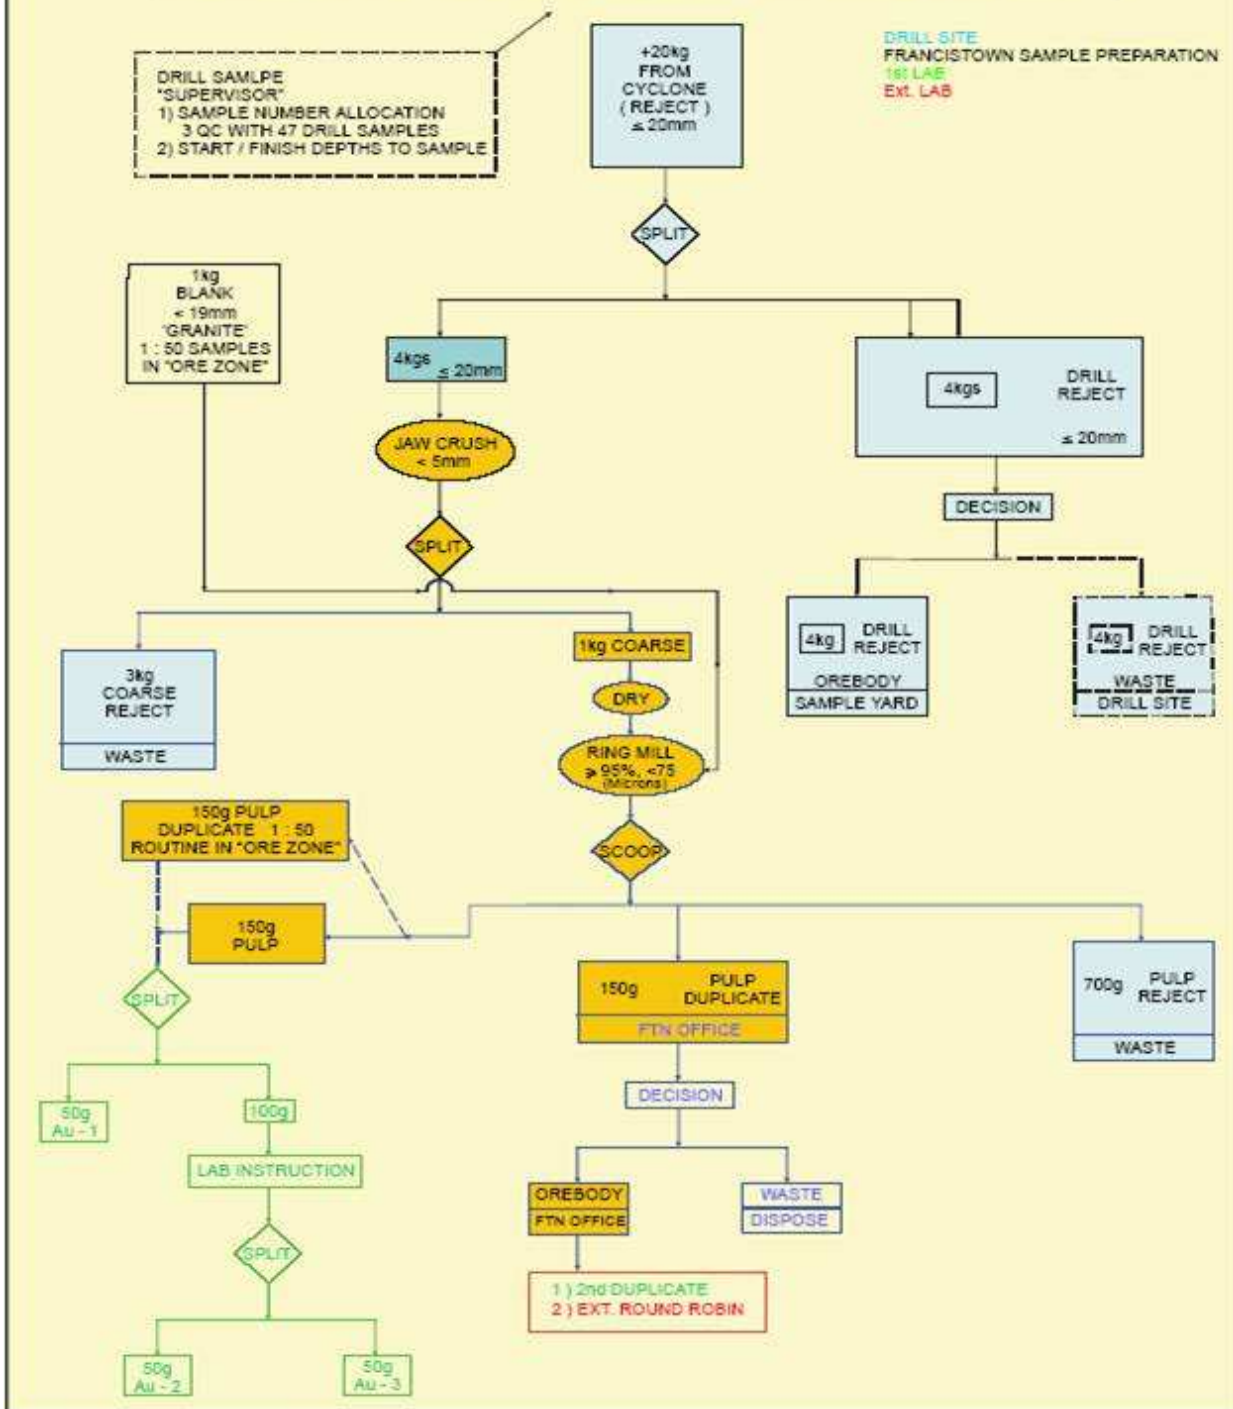 DRILL SAMLPE
"SUPERVISOR"
1) SAMPLE NUMBER ALLOCATION
3 QC WITH 47 DRILL SAMPLES
2) START / FINISH DEPTHS TO SAMPLE
+20kg
FROM
CYCLONE
( REJECT )
≤ 20mm
DRILL SITE
FRANCISTOWN SAMPLE PREPARATION
1st LAB
Ext. LAB
SPLIT
1kg
BLANK
< 19mm
'GRANITE'
1 : 50 SAMPLES
IN "ORE ZONE"
4kgs
≤ 20mm
4kgs
DRILL
REJECT
≤ 20mm
JAW CRUSH
< 5mm
DECISION
SPLIT
4kg
DRILL
REJECT
OREBODY
SAMPLE YARD
4kg
DRILL
REJECT
WASTE
DRILL SITE
3kg
COARSE
REJECT
WASTE
1kg COARSE
DRY
RING MILL
≥ 95%, <75
(Microns)
150g PULP
DUPLICATE 1 : 50
ROUTINE IN "ORE ZONE"
SCOOP
150g
PULP
150g
PULP
DUPLICATE
FTN OFFICE
700g
PULP
REJECT
WASTE
SPLIT
DECISION
50g
Au - 1
100g
LAB INSTRUCTION
OREBODY
FTN OFFICE
WASTE
DISPOSE
SPLIT
1 ) 2nd DUPLICATE
2 ) EXT. ROUND ROBIN
50g
Au - 2
50g
Au - 3